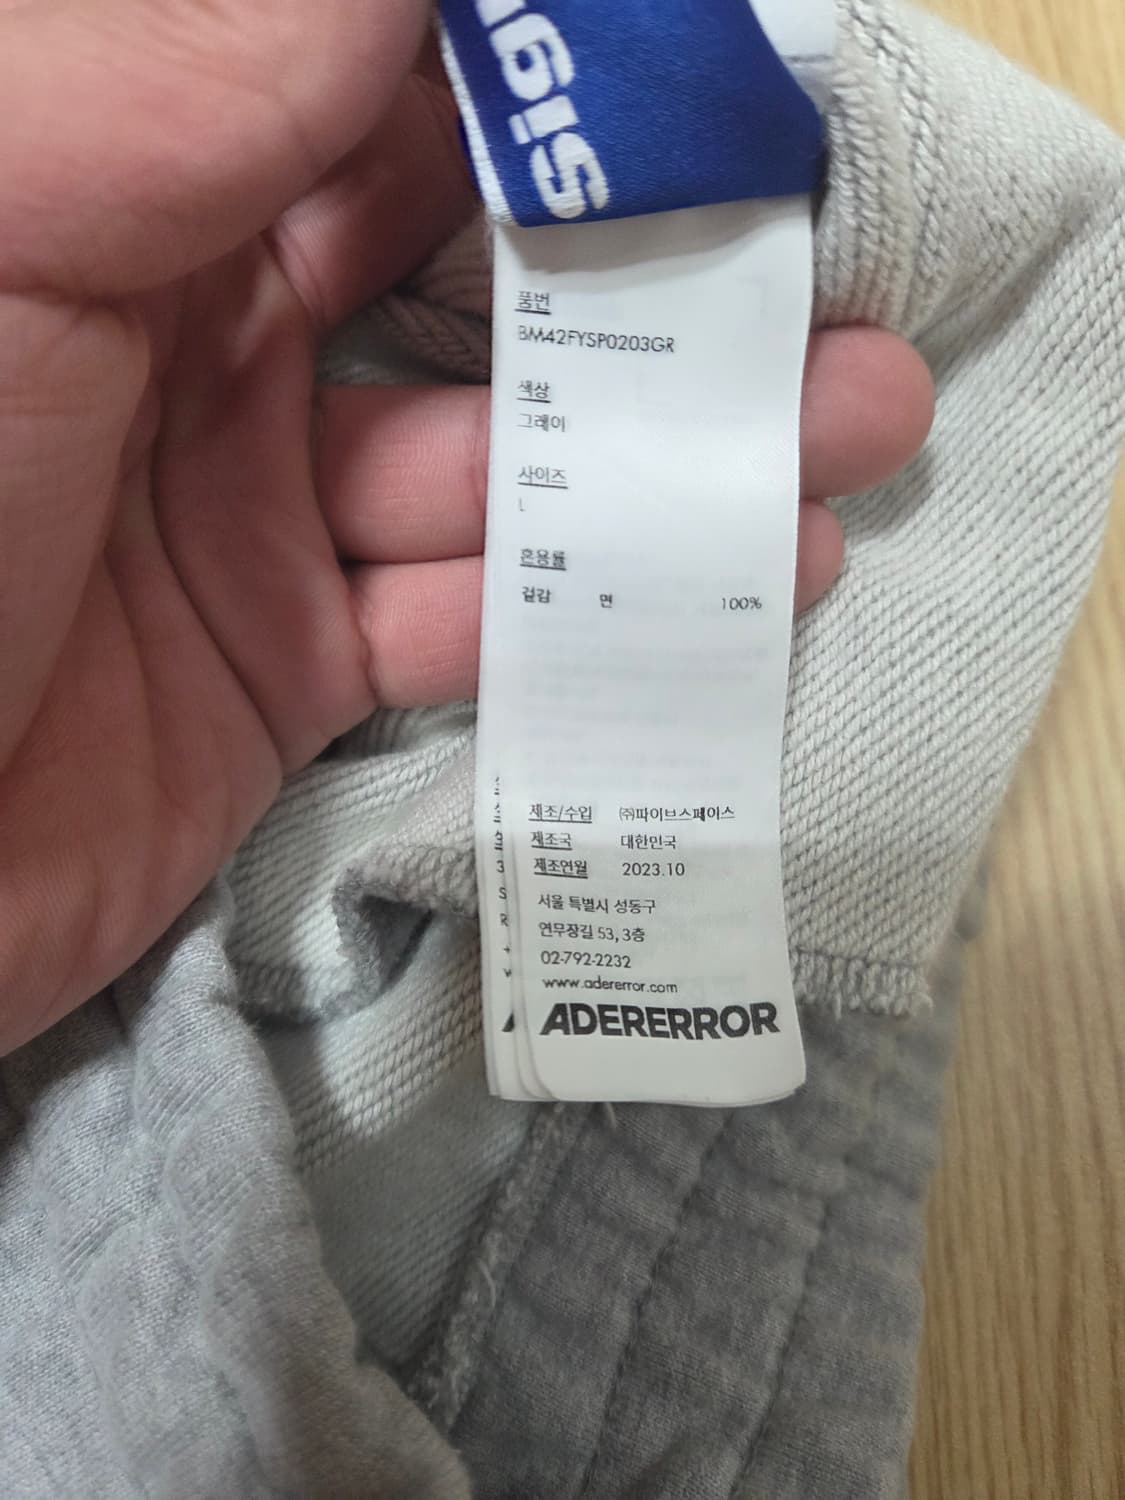 품번
BM42FYSP0203GR
색상
그레이
사이즈
L
혼용률
겉감 면 100%
제조/수입 ㈜파이브스페이스
제조국 대한민국
제조연월 2023.10
서울 특별시 성동구
연무장길 53, 3층
02-792-2232
www.adererror.com
ADERERROR